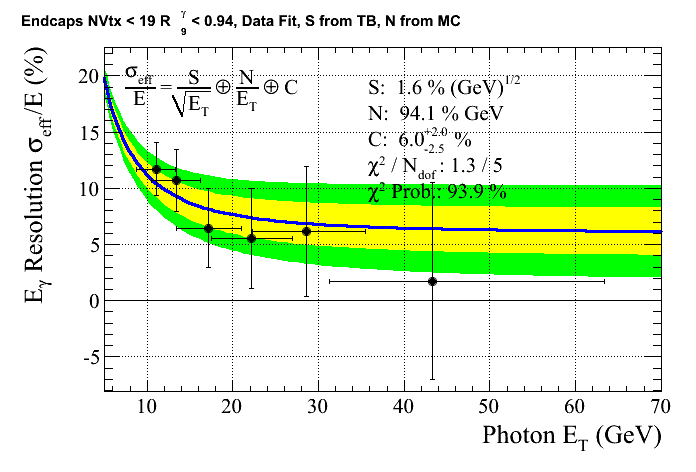 Endcaps NVtx < 19 R γ 9 < 0.94, Data Fit, S from TB, N from MC
σeff/E = S/√ET ⊕ N/ET ⊕ C
S: 1.6 % (GeV)1/2
N: 94.1 % GeV
C: 6.0 +2.0 -2.5 %
χ2 / Ndof : 1.3 / 5
χ2 Prob.: 93.9 %
Eγ Resolution σeff/E (%)
20
15
10
5
0
-5
10 20 30 40 50 60 70
Photon ET (GeV)